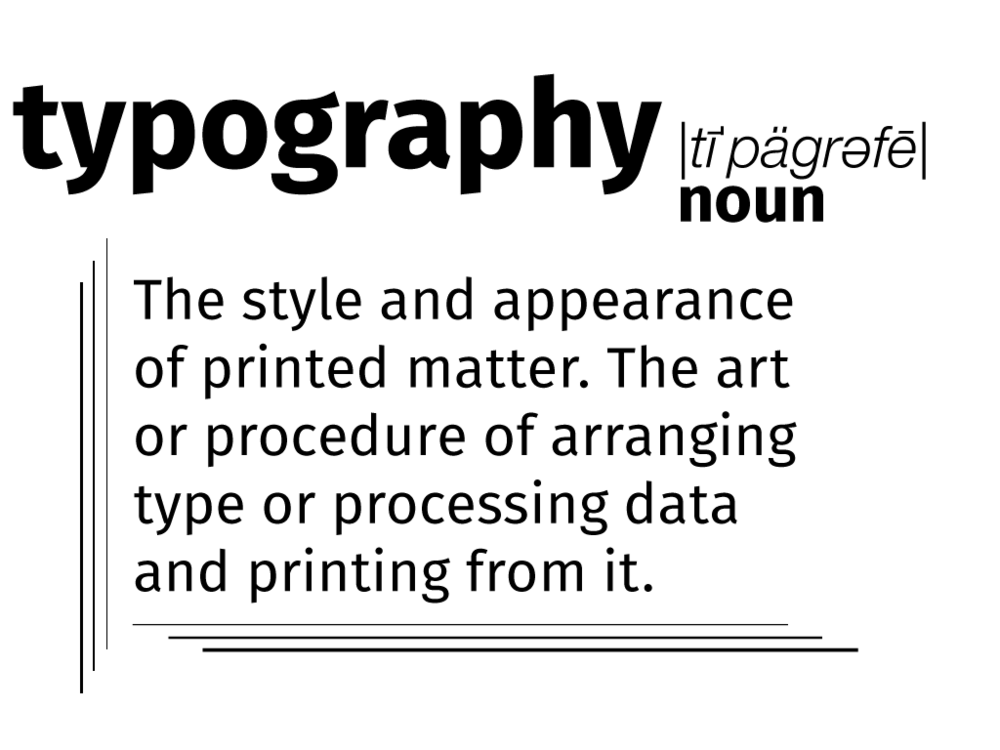 typography |tīˈpägrəfē|
noun
The style and appearance
of printed matter. The art
or procedure of arranging
type or processing data
and printing from it.